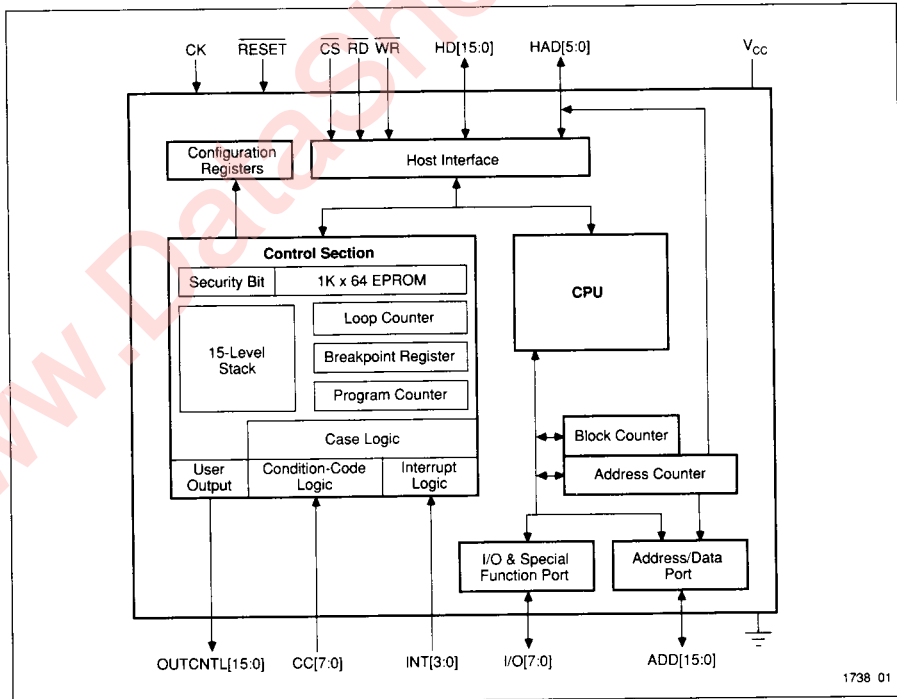 CK RESET CS RD WR HD[15:0] HAD[5:0] VCC
Configuration
Registers
Host Interface
Control Section
Security Bit 1K x 64 EPROM
CPU
Loop Counter
15-Level
Stack
Breakpoint Register
Program Counter
Case Logic
Block Counter
User
Output
Condition-Code
Logic
Interrupt
Logic
Address Counter
I/O & Special
Function Port
Address/Data
Port
OUTCNTL[15:0] CC[7:0] INT[3:0] I/O[7:0] ADD[15:0]
1738 01
www.DataShe